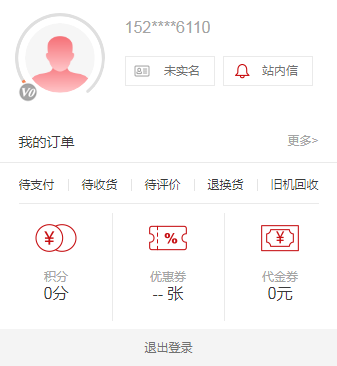 152****6110
V0
未实名 站内信
我的订单 更多>
待支付 待收货 待评价 退换货 旧机回收
¥ % ¥
积分 优惠券 代金券
0分 -- 张 0元
退出登录